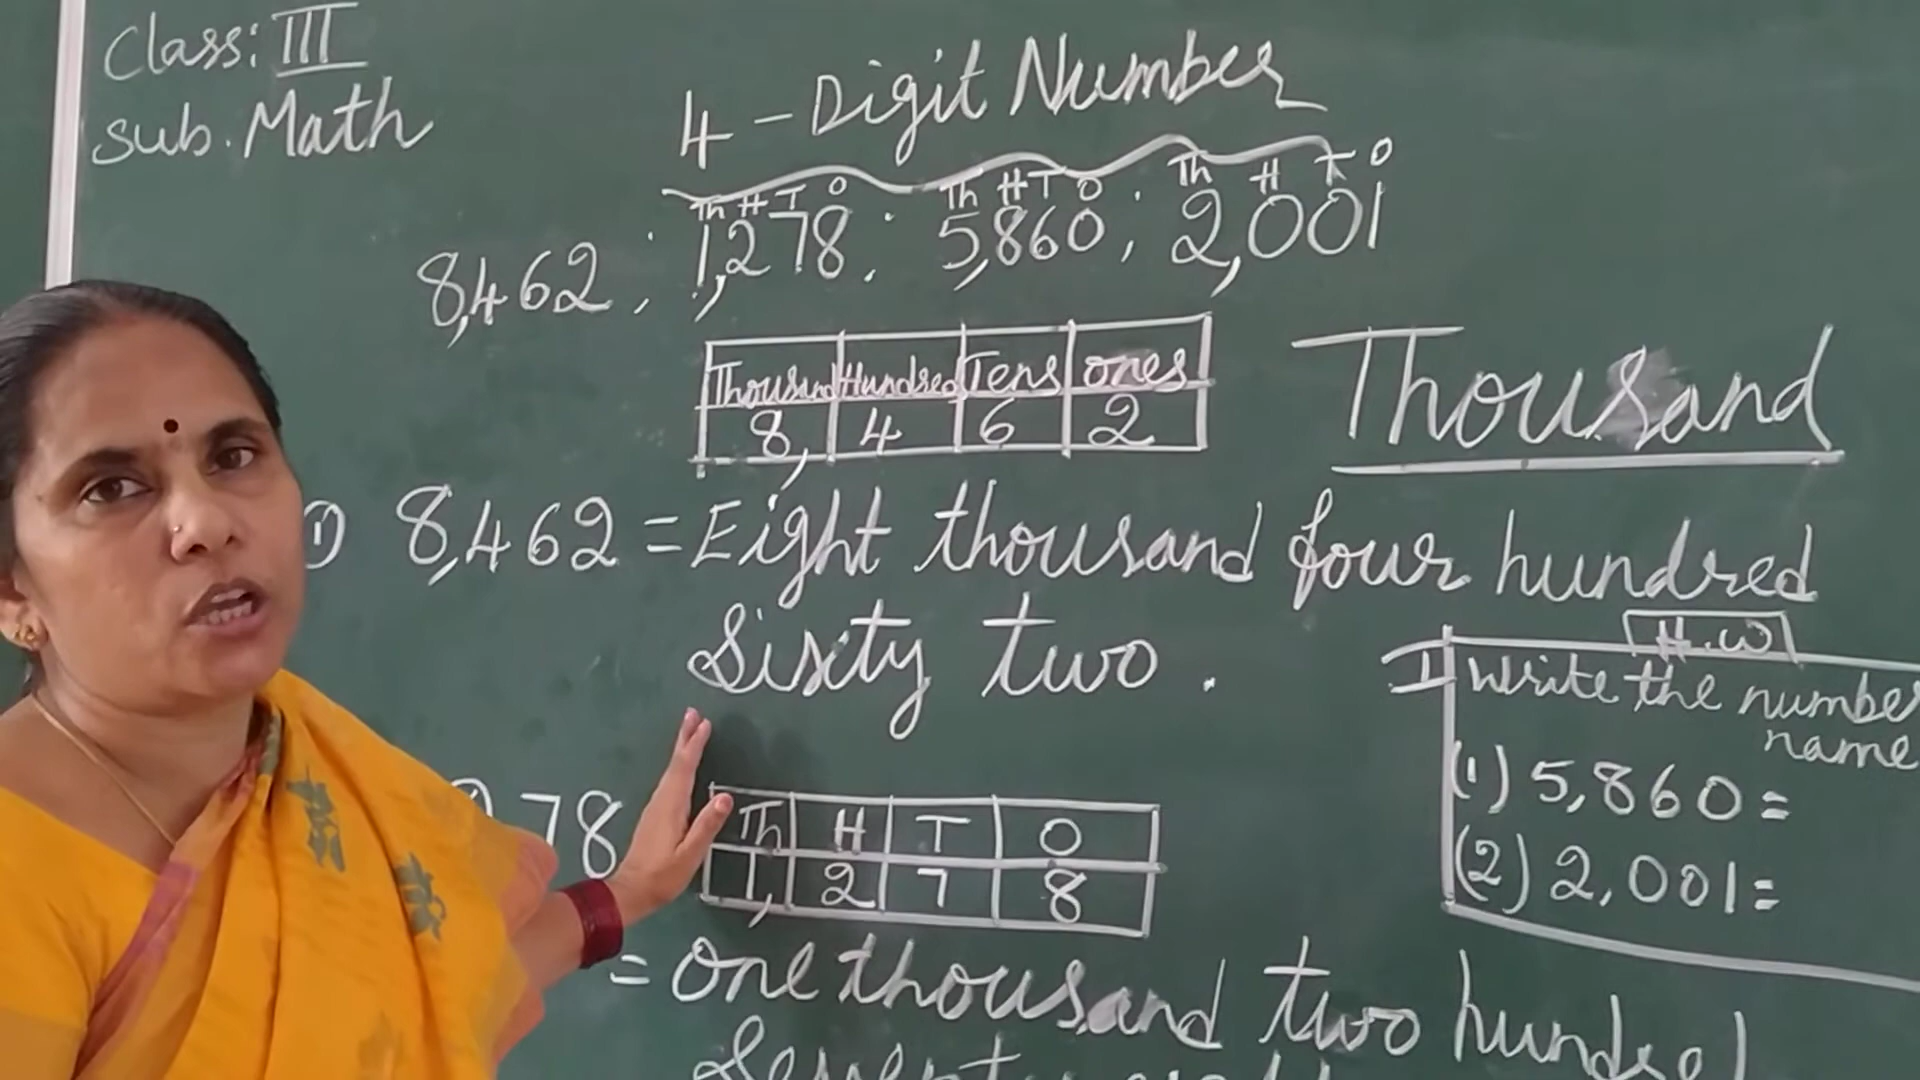 Class: III
Sub. Math
4 - Digit Number
Th H T O Th H T O Th H T O
8,462 ; 1,278 ; 5,860 ; 2,001
Thousand Hundred Tens Ones
8, 4 6 2
Thousand
1) 8,462 = Eight thousand four hundred
Sixty two .
H.W
I Write the number
name
(1) 5,860 =
(2) 2,001 =
78
Th H T O
1, 2 7 8
= One thousand two hundred